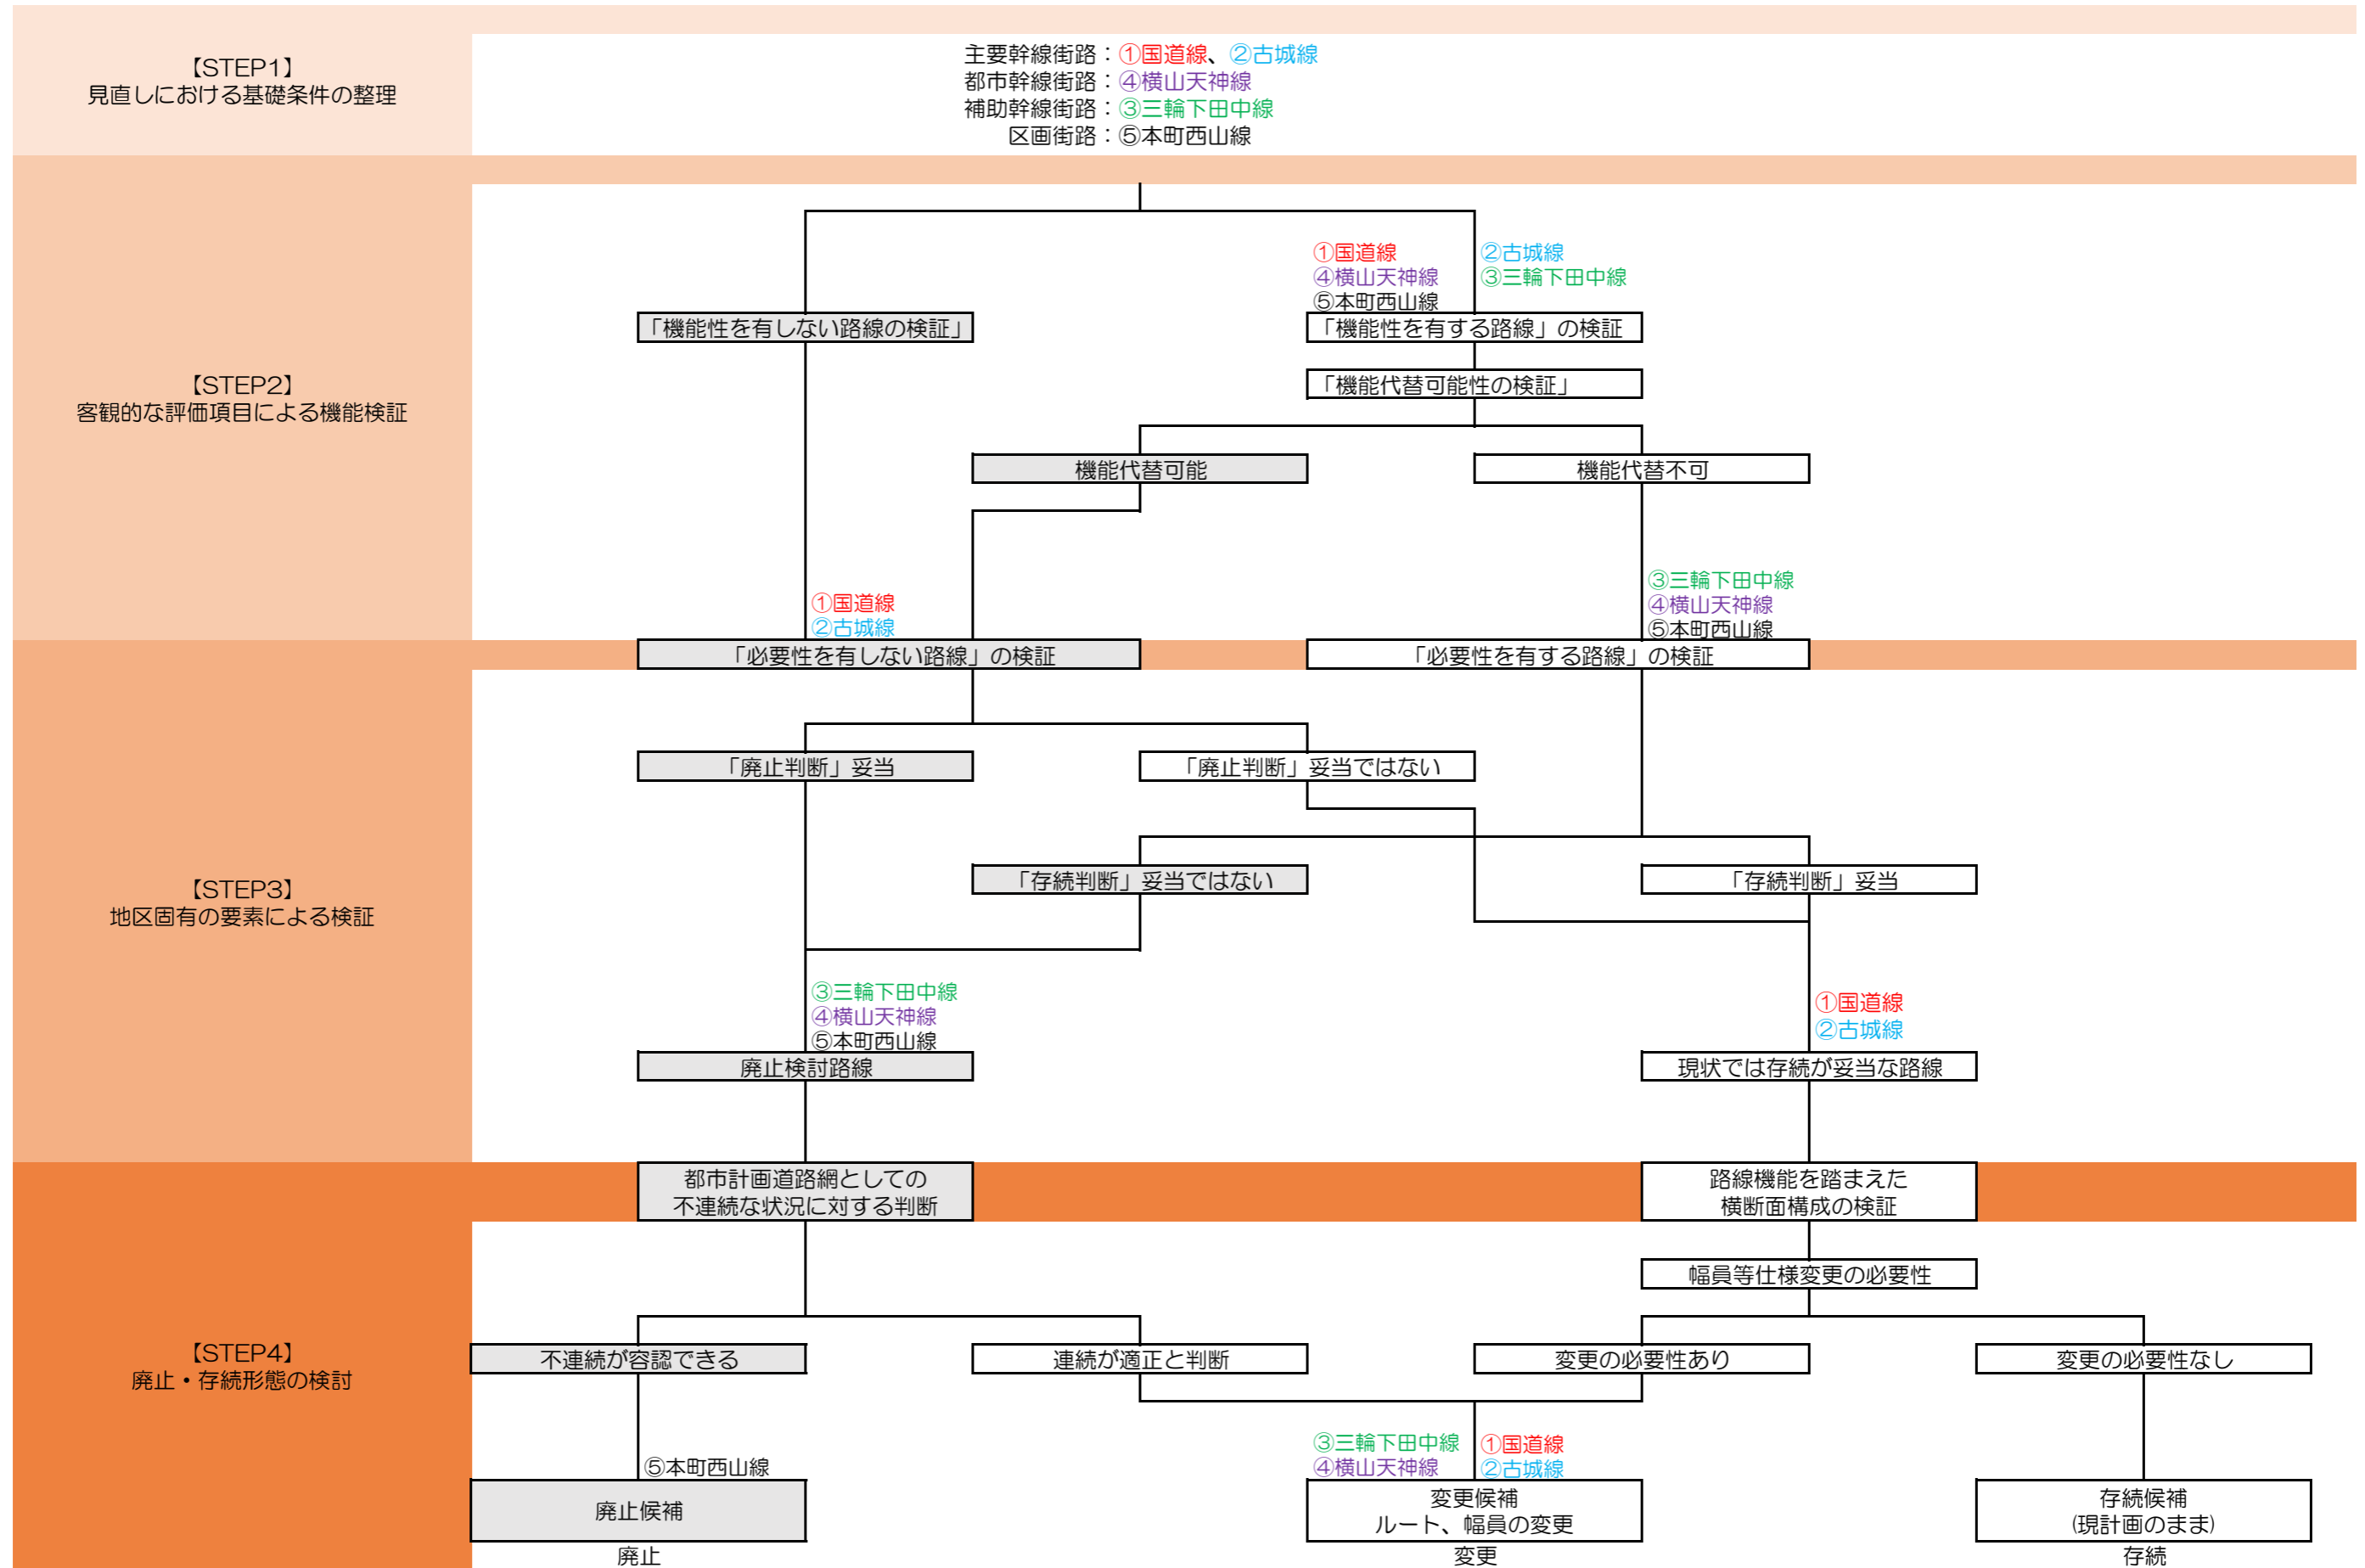 【STEP1】
見直しにおける基礎条件の整理
主要幹線街路：①国道線、②古城線
都市幹線街路：④横山天神線
補助幹線街路：③三輪下田中線
区画街路：⑤本町西山線
【STEP2】
客観的な評価項目による機能検証
①国道線
④横山天神線
⑤本町西山線
②古城線
③三輪下田中線
「機能性を有しない路線の検証」
「機能性を有する路線」の検証
「機能代替可能性の検証」
機能代替可能
機能代替不可
①国道線
②古城線
③三輪下田中線
④横山天神線
⑤本町西山線
「必要性を有しない路線」の検証
「必要性を有する路線」の検証
【STEP3】
地区固有の要素による検証
「廃止判断」妥当
「廃止判断」妥当ではない
「存続判断」妥当ではない
「存続判断」妥当
③三輪下田中線
④横山天神線
⑤本町西山線
①国道線
②古城線
廃止検討路線
現状では存続が妥当な路線
都市計画道路網としての
不連続な状況に対する判断
路線機能を踏まえた
横断面構成の検証
【STEP4】
廃止・存続形態の検討
幅員等仕様変更の必要性
不連続が容認できる
連続が適正と判断
変更の必要性あり
変更の必要性なし
⑤本町西山線
③三輪下田中線
④横山天神線
①国道線
②古城線
廃止候補
変更候補
ルート、幅員の変更
存続候補
(現計画のまま)
廃止
変更
存続